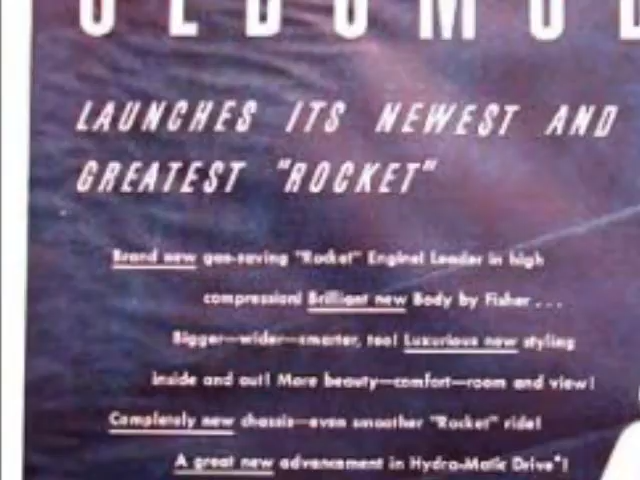 OLDSMOB
LAUNCHES ITS NEWEST AND
GREATEST "ROCKET"
Brand new gas-saving "Rocket" Engine! Leader in high
compression! Brilliant new Body by Fisher...
Bigger—wider—smarter, too! Luxurious new styling
inside and out! More beauty—comfort—room and view!
Completely new chassis—even smoother "Rocket" ride!
A great new advancement in Hydra-Matic Drive*!